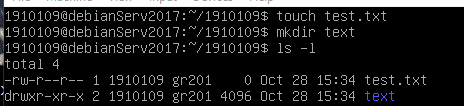 1910109@debianServ2017:~/1910109$ touch test.txt
1910109@debianServ2017:~/1910109$ mkdir text
1910109@debianServ2017:~/1910109$ ls -l
total 4
-rw-r--r-- 1 1910109 gr201    0 Oct 28 15:34 test.txt
drwxr-xr-x 2 1910109 gr201 4096 Oct 28 15:34 text